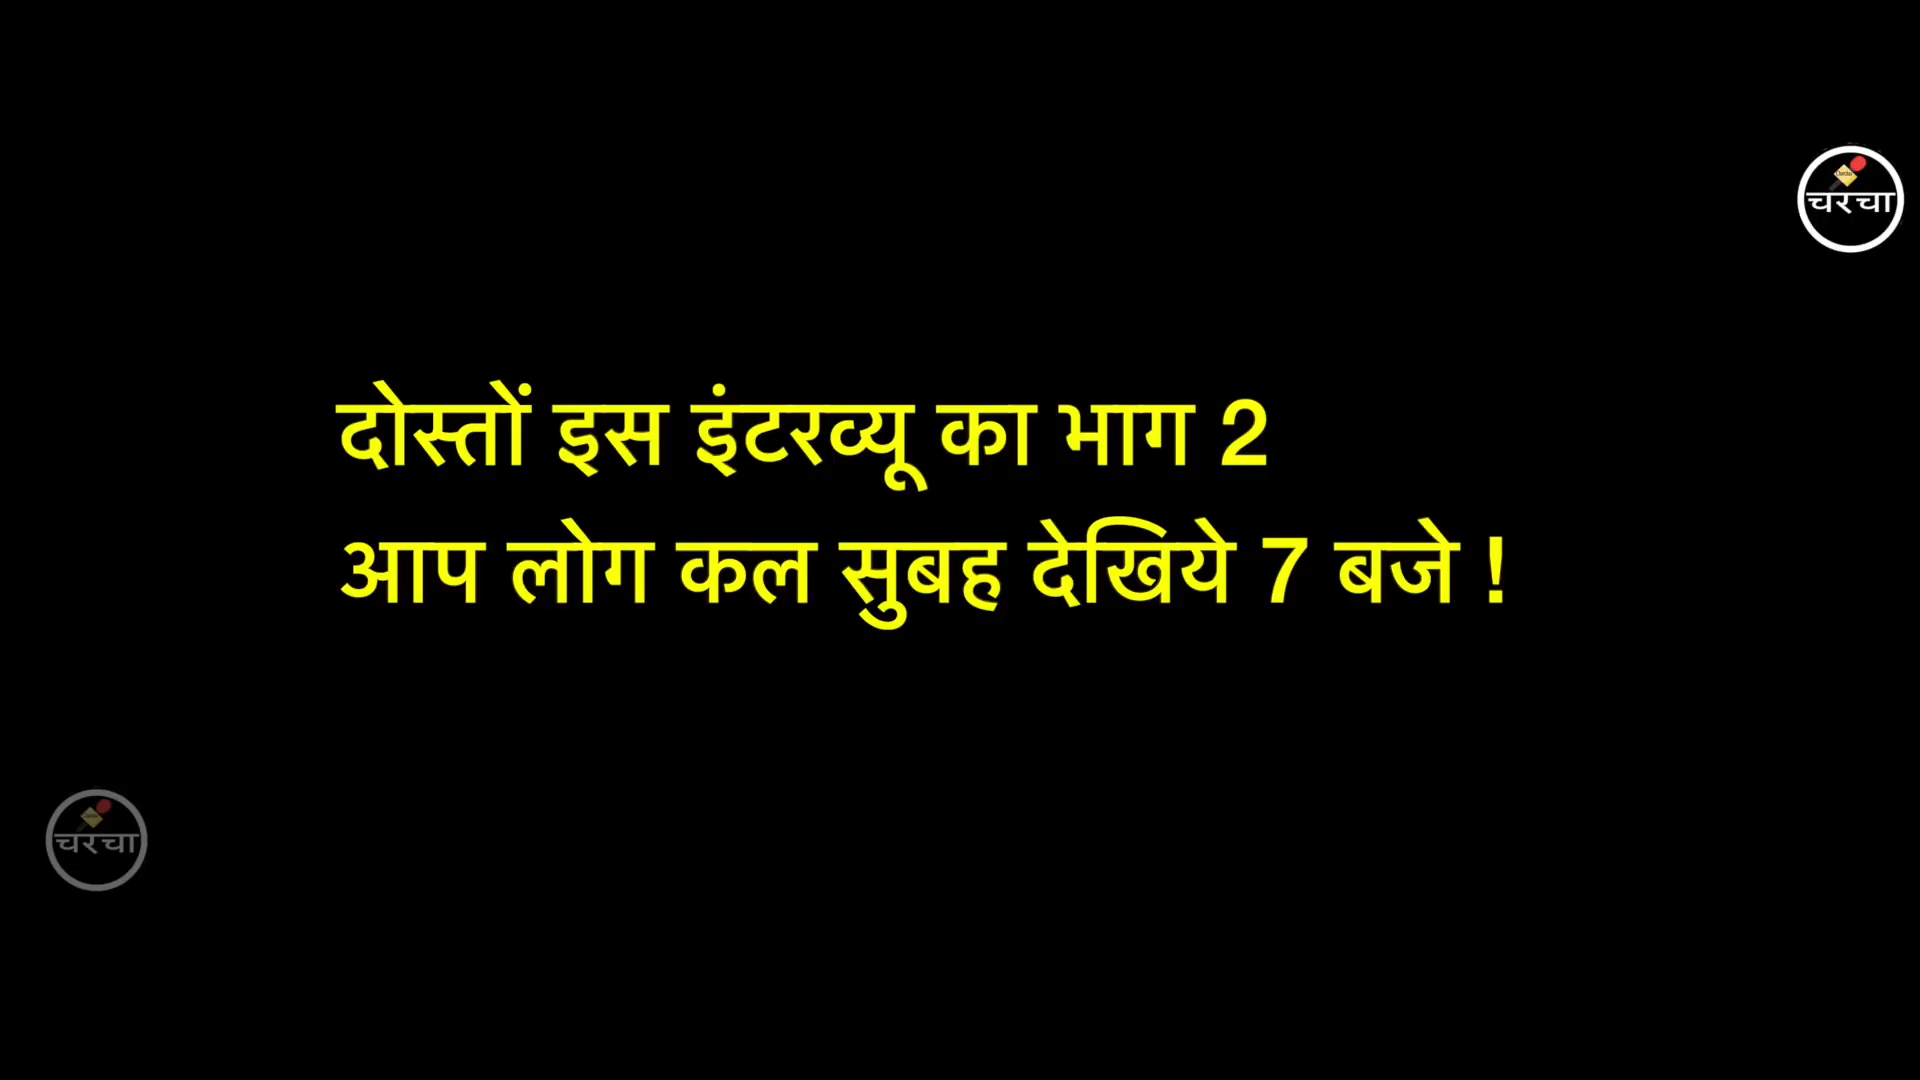 चरचा
दोस्तों इस इंटरव्यू का भाग 2
आप लोग कल सुबह देखिये 7 बजे !
चरचा